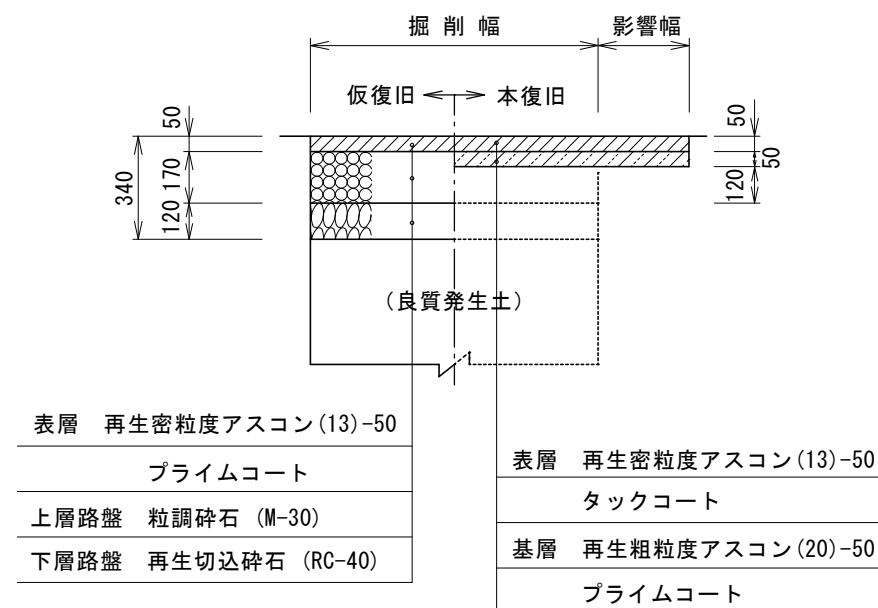 掘 削 幅
影響幅
仮復旧
本復旧
50
170
120
340
50
50
120
(良質発生土)
表層 再生密粒度アスコン(13)-50
プライムコート
上層路盤 粒調砕石 (M-30)
下層路盤 再生切込砕石 (RC-40)
表層 再生密粒度アスコン(13)-50
タックコート
基層 再生粗粒度アスコン(20)-50
プライムコート